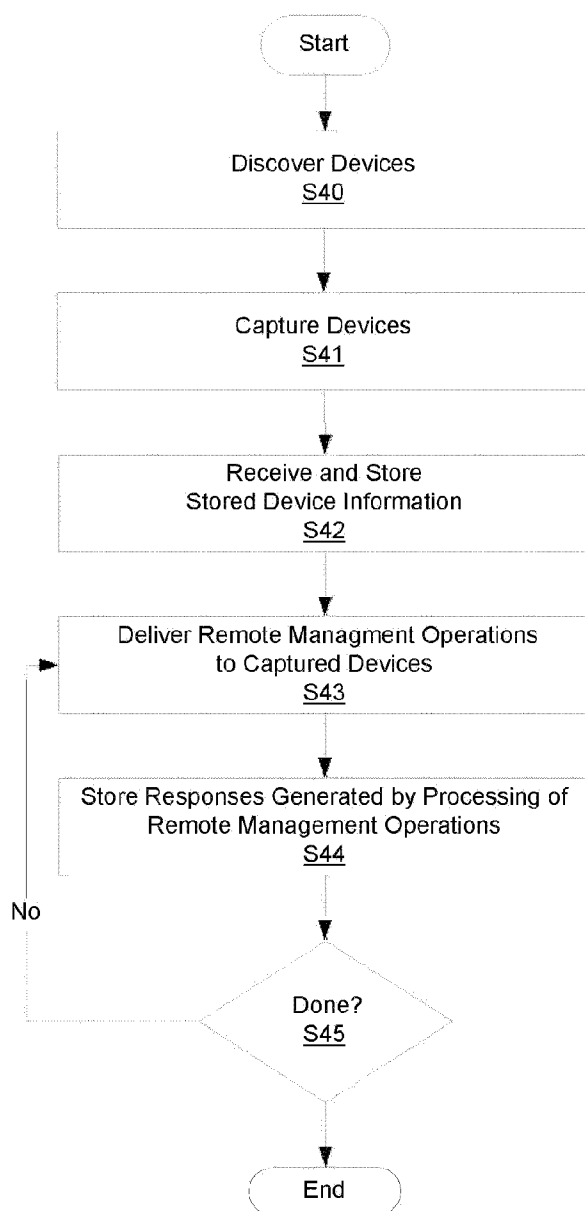 Start
Discover Devices
S40
Capture Devices
S41
Receive and Store
Stored Device Information
S42
Deliver Remote Managment Operations
to Captured Devices
S43
Store Responses Generated by Processing of
Remote Management Operations
S44
No
Done?
S45
End